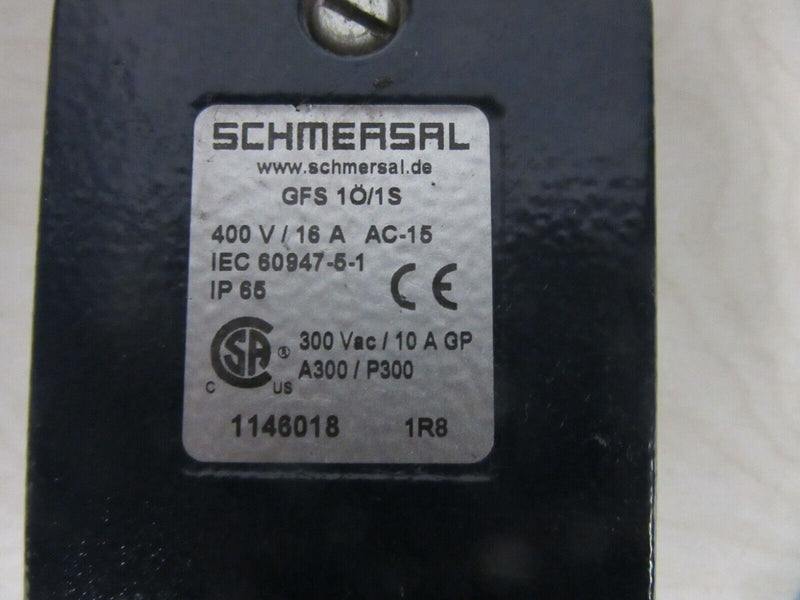 SCHMERSAL
www.schmersal.de
GFS 1Ö/1S
400 V / 16 A AC-15
IEC 60947-5-1
IP 65
CE
CSA ®
C US
300 Vac / 10 A GP
A300 / P300
1146018 1R8